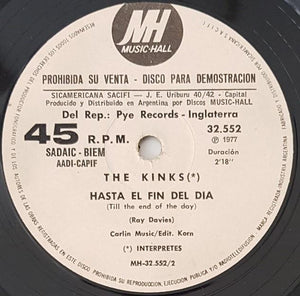 MH
MUSIC-HALL
PROHIBIDA SU VENTA - DISCO PARA DEMOSTRACION
SICAMERICANA SACIFI — J. E. Uriburu 40/42 - Capital
Producido y Distribuido en Argentina por Discos MUSIC-HALL
Del Rep.: Pye Records - Inglaterra
45 R.P.M.
32.552
SADAIC - BIEM
AADI-CAPIF
Ⓟ 1977
Duración
2'18"
THE KINKS(*)
HASTA EL FIN DEL DIA
(Till the end of the day)
(Ray Davies)
Carlin Music/Edit. Korn
(*) INTERPRETES
MH-32.552/2